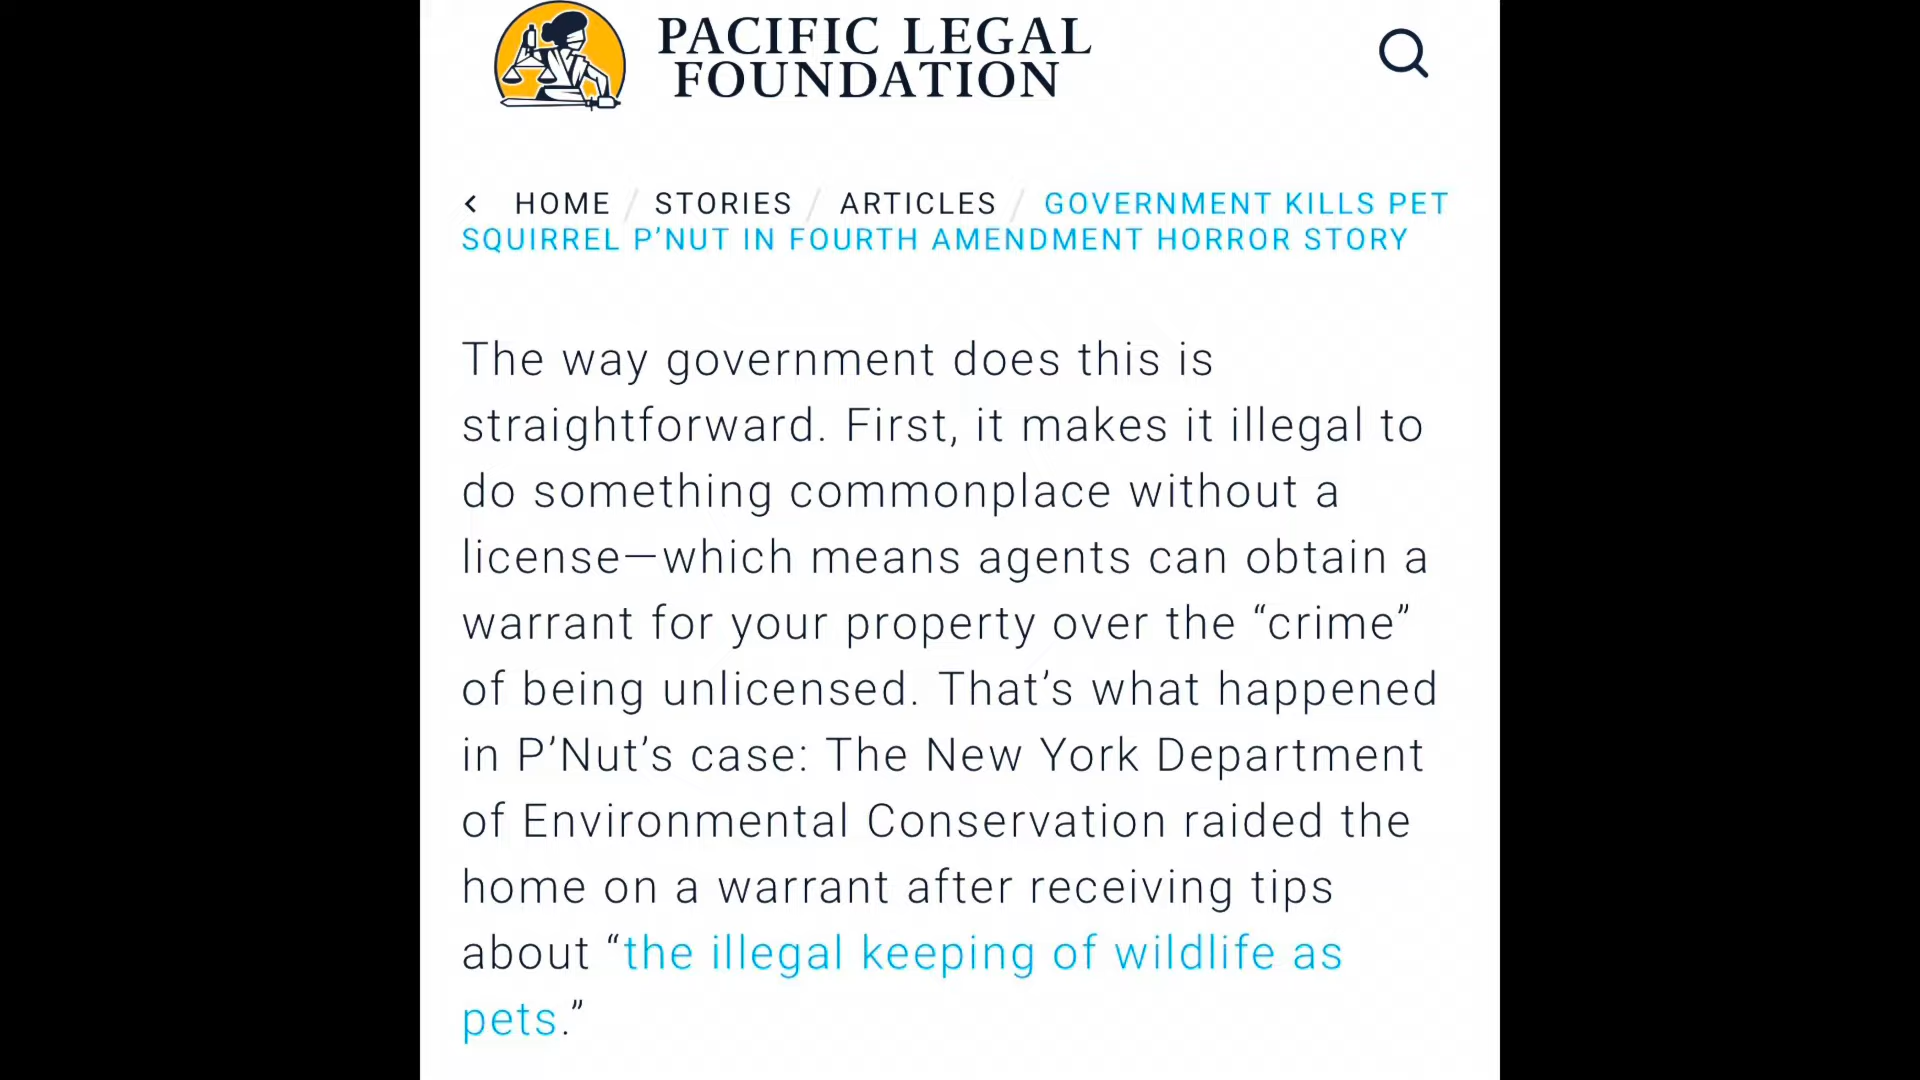 PACIFIC LEGAL
FOUNDATION
< HOME / STORIES / ARTICLES / GOVERNMENT KILLS PET
SQUIRREL P’NUT IN FOURTH AMENDMENT HORROR STORY
The way government does this is
straightforward. First, it makes it illegal to
do something commonplace without a
license—which means agents can obtain a
warrant for your property over the “crime”
of being unlicensed. That’s what happened
in P’Nut’s case: The New York Department
of Environmental Conservation raided the
home on a warrant after receiving tips
about “the illegal keeping of wildlife as
pets.”